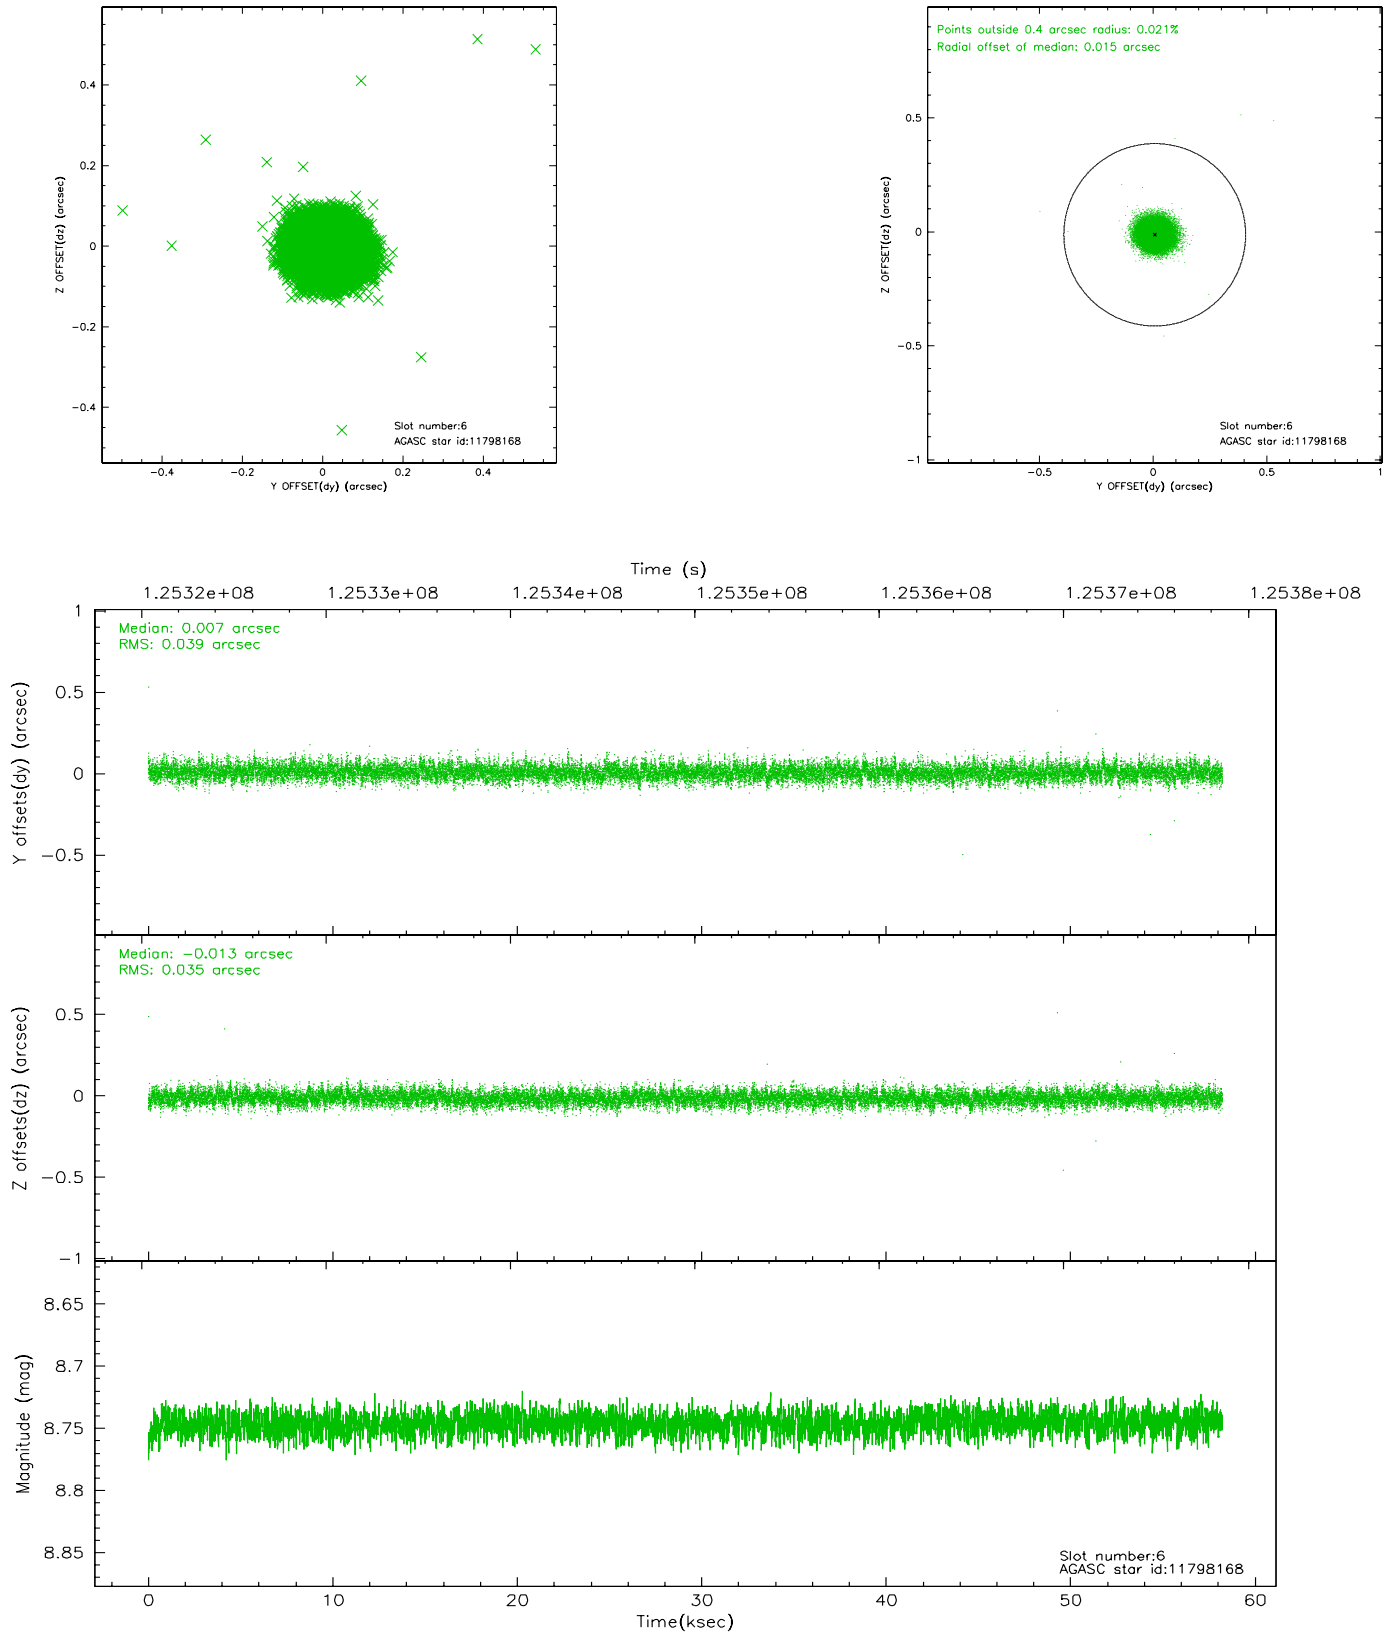 0.4
0.2
0
−0.2
−0.4
Z OFFSET(dz) (arcsec)
Slot number:6
AGASC star id:11798168
−0.4 −0.2 0 0.2 0.4
Y OFFSET(dy) (arcsec)
Points outside 0.4 arcsec radius: 0.021%
Radial offset of median: 0.015 arcsec
0.5
0
−0.5
−1
Z OFFSET(dz) (arcsec)
Slot number:6
AGASC star id:11798168
−0.5 0 0.5 1
Y OFFSET(dy) (arcsec)
Time (s)
1.2532e+08 1.2533e+08 1.2534e+08 1.2535e+08 1.2536e+08 1.2537e+08 1.2538e+08
Median: 0.007 arcsec
RMS: 0.039 arcsec
1
0.5
0
−0.5
Y offsets(dy) (arcsec)
Median: −0.013 arcsec
RMS: 0.035 arcsec
0.5
0
−0.5
−1
Z offsets(dz) (arcsec)
8.65
8.7
8.75
8.8
8.85
Magnitude (mag)
Slot number:6
AGASC star id:11798168
0 10 20 30 40 50 60
Time(ksec)